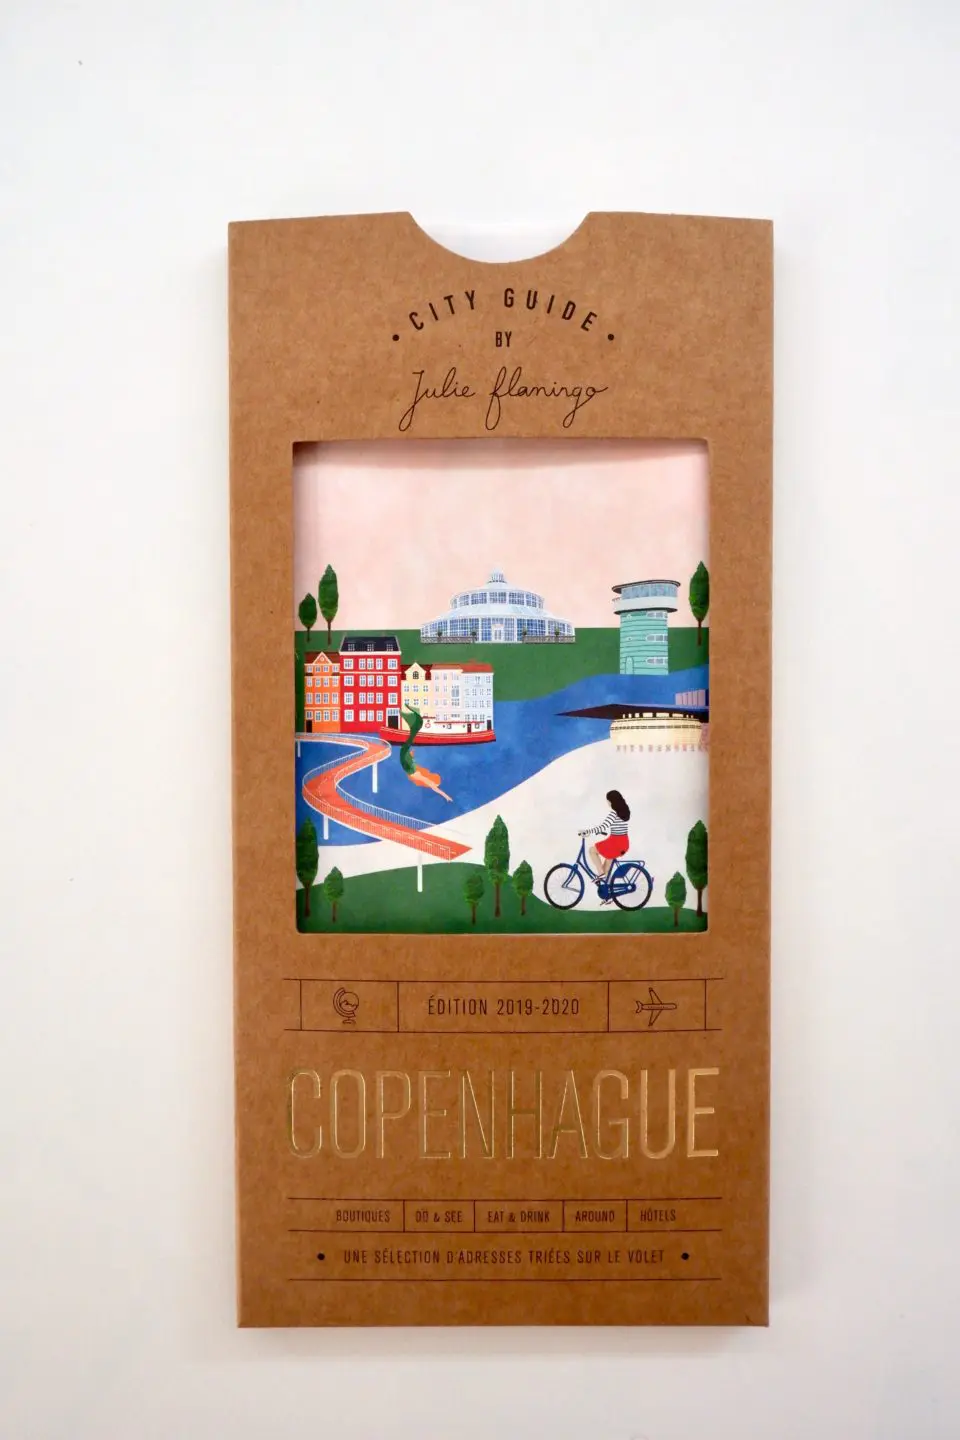 • CITY GUIDE •
BY
Julie flamingo
ÉDITION 2019-2020
COPENHAGUE
BOUTIQUES DO & SEE EAT & DRINK AROUND HÔTELS
• UNE SÉLECTION D'ADRESSES TRIÉES SUR LE VOLET •